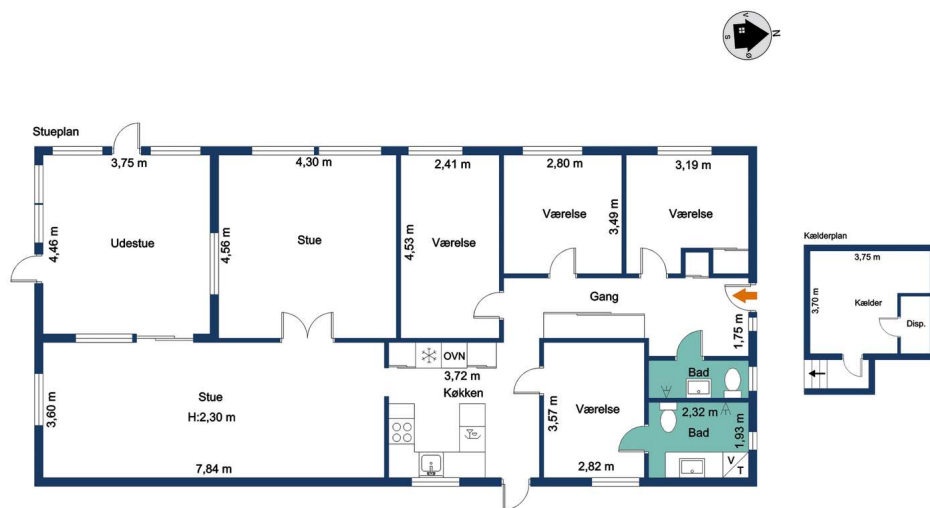 V
N
S
Ø
Stueplan
3,75 m
4,30 m
2,41 m
2,80 m
3,19 m
4,46 m
Udestue
4,56 m
Stue
4,53 m
Værelse
Værelse
3,49 m
Værelse
Kælderplan
3,75 m
3,70 m
Kælder
Disp.
Gang
1,75 m
OVN
3,72 m
Køkken
Bad
3,60 m
Stue
H:2,30 m
7,84 m
3,57 m
Værelse
2,82 m
2,32 m
Bad
1,93 m
V
T